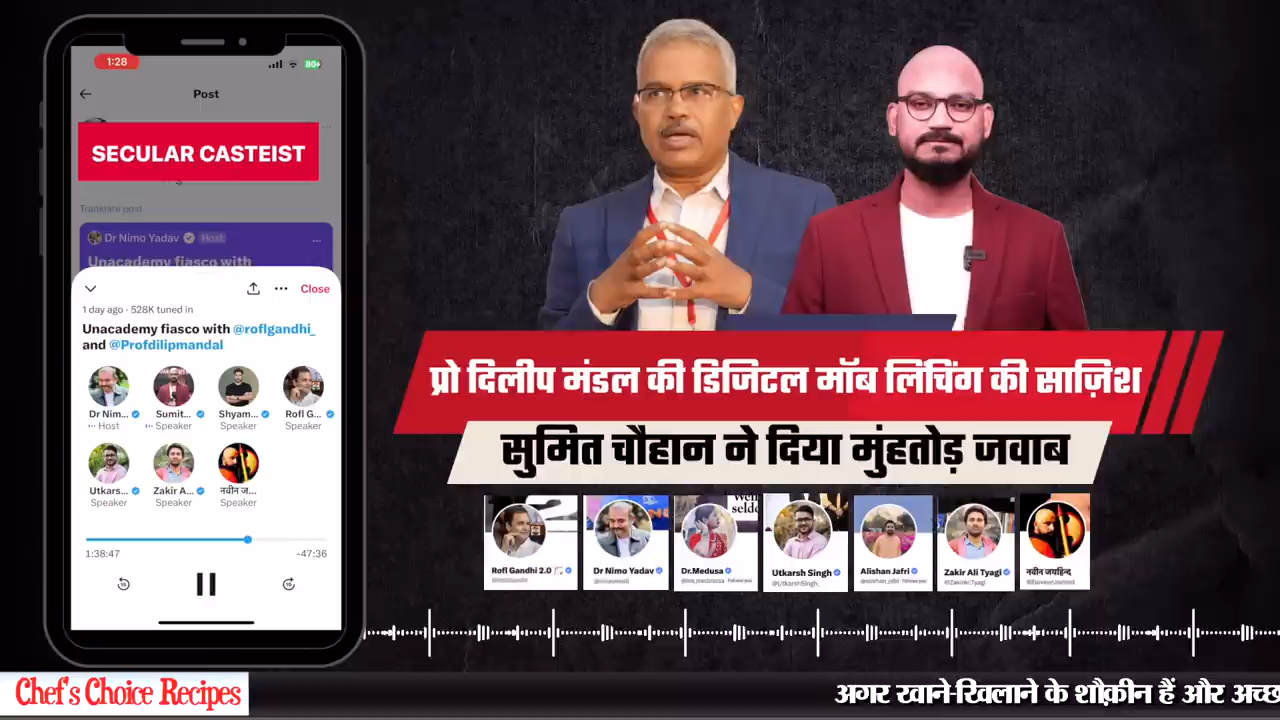 1:28
80+
Post
SECULAR CASTEIST
Translate post
Dr Nimo Yadav Host
Unacademy fiasco with
Close
1 day ago · 528K tuned in
Unacademy fiasco with @roflgandhi_
and @Profdilipmandal
Dr Nim... Sumit... Shyam... Rofl G...
Host Speaker Speaker Speaker
Utkars... Zakir A... नवीन ज...
Speaker Speaker Speaker
1:38:47 -47:36
प्रो दिलीप मंडल की डिजिटल मॉब लिंचिंग की साज़िश
सुमित चौहान ने दिया मुंहतोड़ जवाब
Rofl Gandhi 2.0 Dr Nimo Yadav Dr.Medusa Utkarsh Singh Alishan Jafri Zakir Ali Tyagi नवीन जयहिन्द
Chef's Choice Recipes
अगर खाने-खिलाने के शौक़ीन हैं और अच्छ